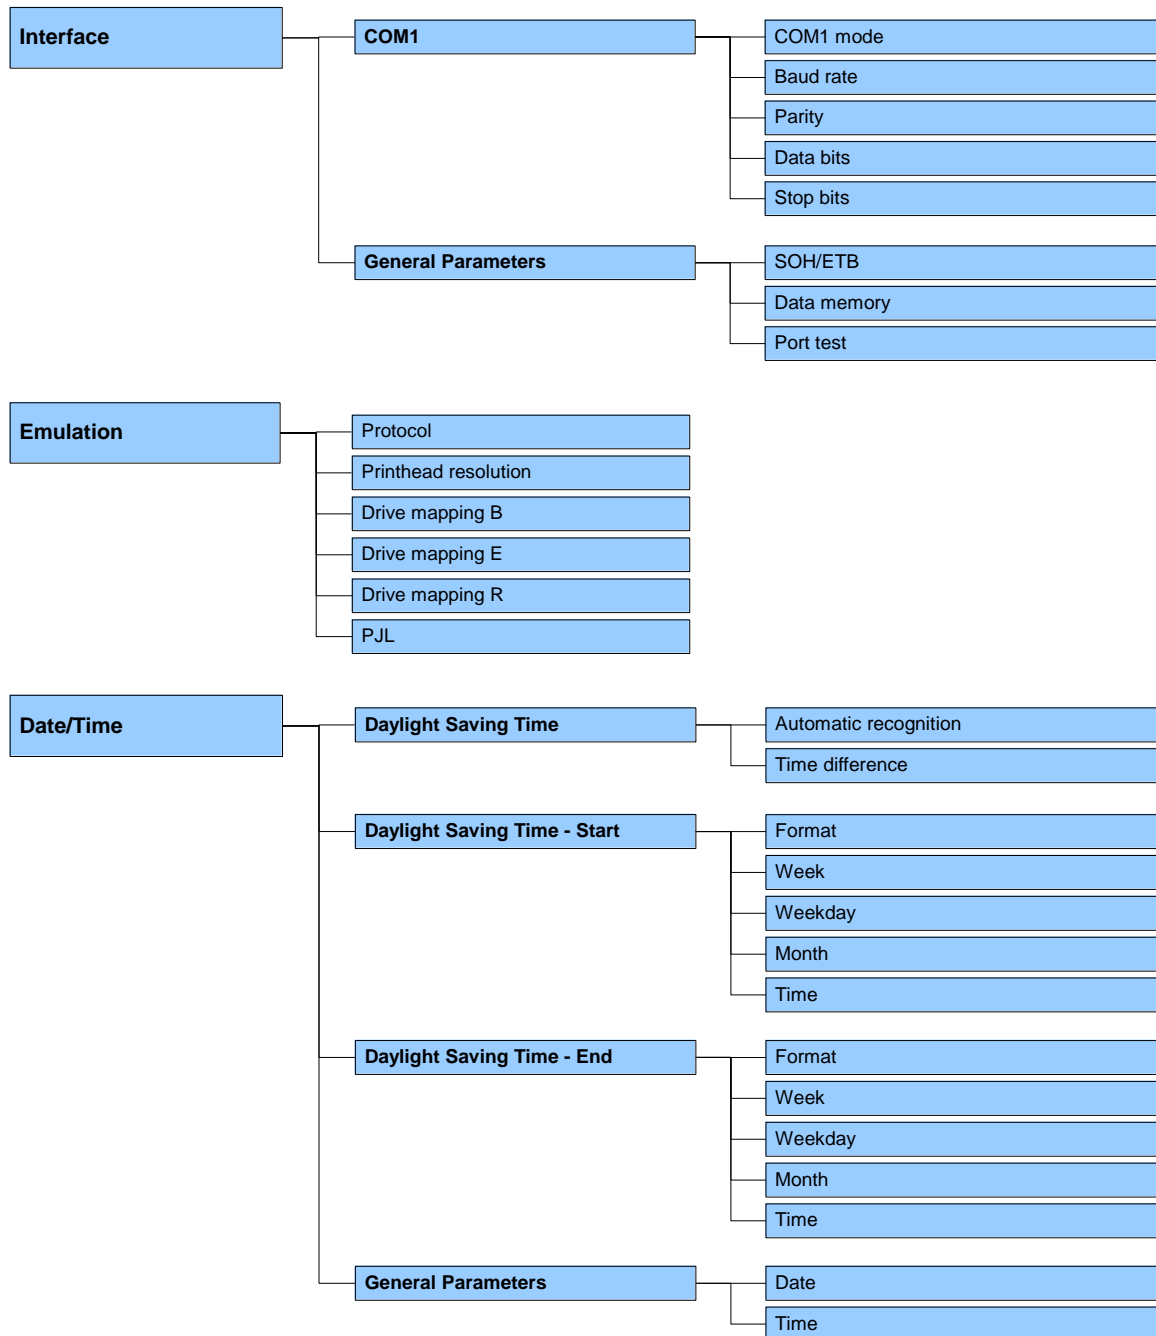 Interface
COM1
COM1 mode
Baud rate
Parity
Data bits
Stop bits
General Parameters
SOH/ETB
Data memory
Port test
Emulation
Protocol
Printhead resolution
Drive mapping B
Drive mapping E
Drive mapping R
PJL
Date/Time
Daylight Saving Time
Automatic recognition
Time difference
Daylight Saving Time - Start
Format
Week
Weekday
Month
Time
Daylight Saving Time - End
Format
Week
Weekday
Month
Time
General Parameters
Date
Time